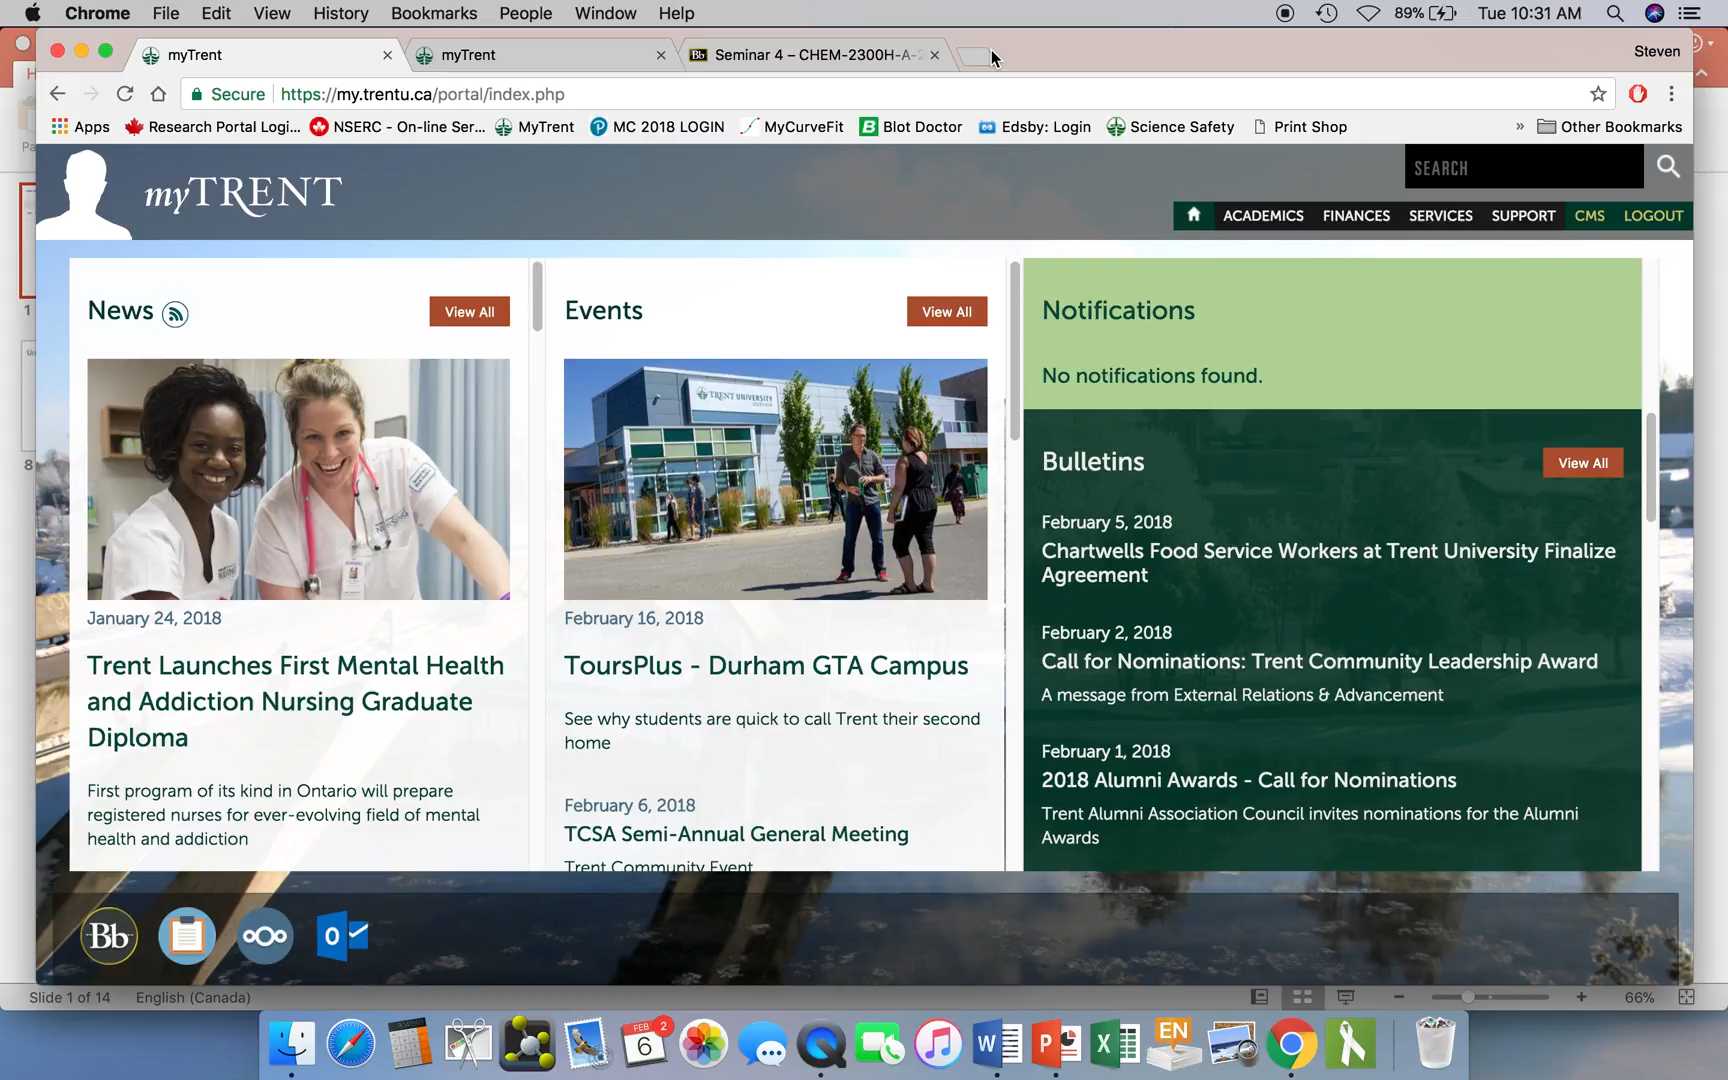 Chrome File Edit View History Bookmarks People Window Help 89% Tue 10:31 AM
myTrent myTrent Bb Seminar 4 – CHEM-2300H-A-2 Steven
Secure https://my.trentu.ca/portal/index.php
Apps Research Portal Logi... NSERC - On-line Ser... MyTrent MC 2018 LOGIN MyCurveFit Blot Doctor Edsby: Login Science Safety Print Shop » Other Bookmarks
myTRENT
SEARCH
ACADEMICS FINANCES SERVICES SUPPORT CMS LOGOUT
News
View All
January 24, 2018
Trent Launches First Mental Health
and Addiction Nursing Graduate
Diploma
First program of its kind in Ontario will prepare
registered nurses for ever-evolving field of mental
health and addiction
Events
View All
TRENT UNIVERSITY
February 16, 2018
ToursPlus - Durham GTA Campus
See why students are quick to call Trent their second
home
February 6, 2018
TCSA Semi-Annual General Meeting
Trent Community Event
Notifications
No notifications found.
Bulletins
View All
February 5, 2018
Chartwells Food Service Workers at Trent University Finalize
Agreement
February 2, 2018
Call for Nominations: Trent Community Leadership Award
A message from External Relations & Advancement
February 1, 2018
2018 Alumni Awards - Call for Nominations
Trent Alumni Association Council invites nominations for the Alumni
Awards
Bb
Slide 1 of 14 English (Canada) 66%
FEB 2
6
W P X EN